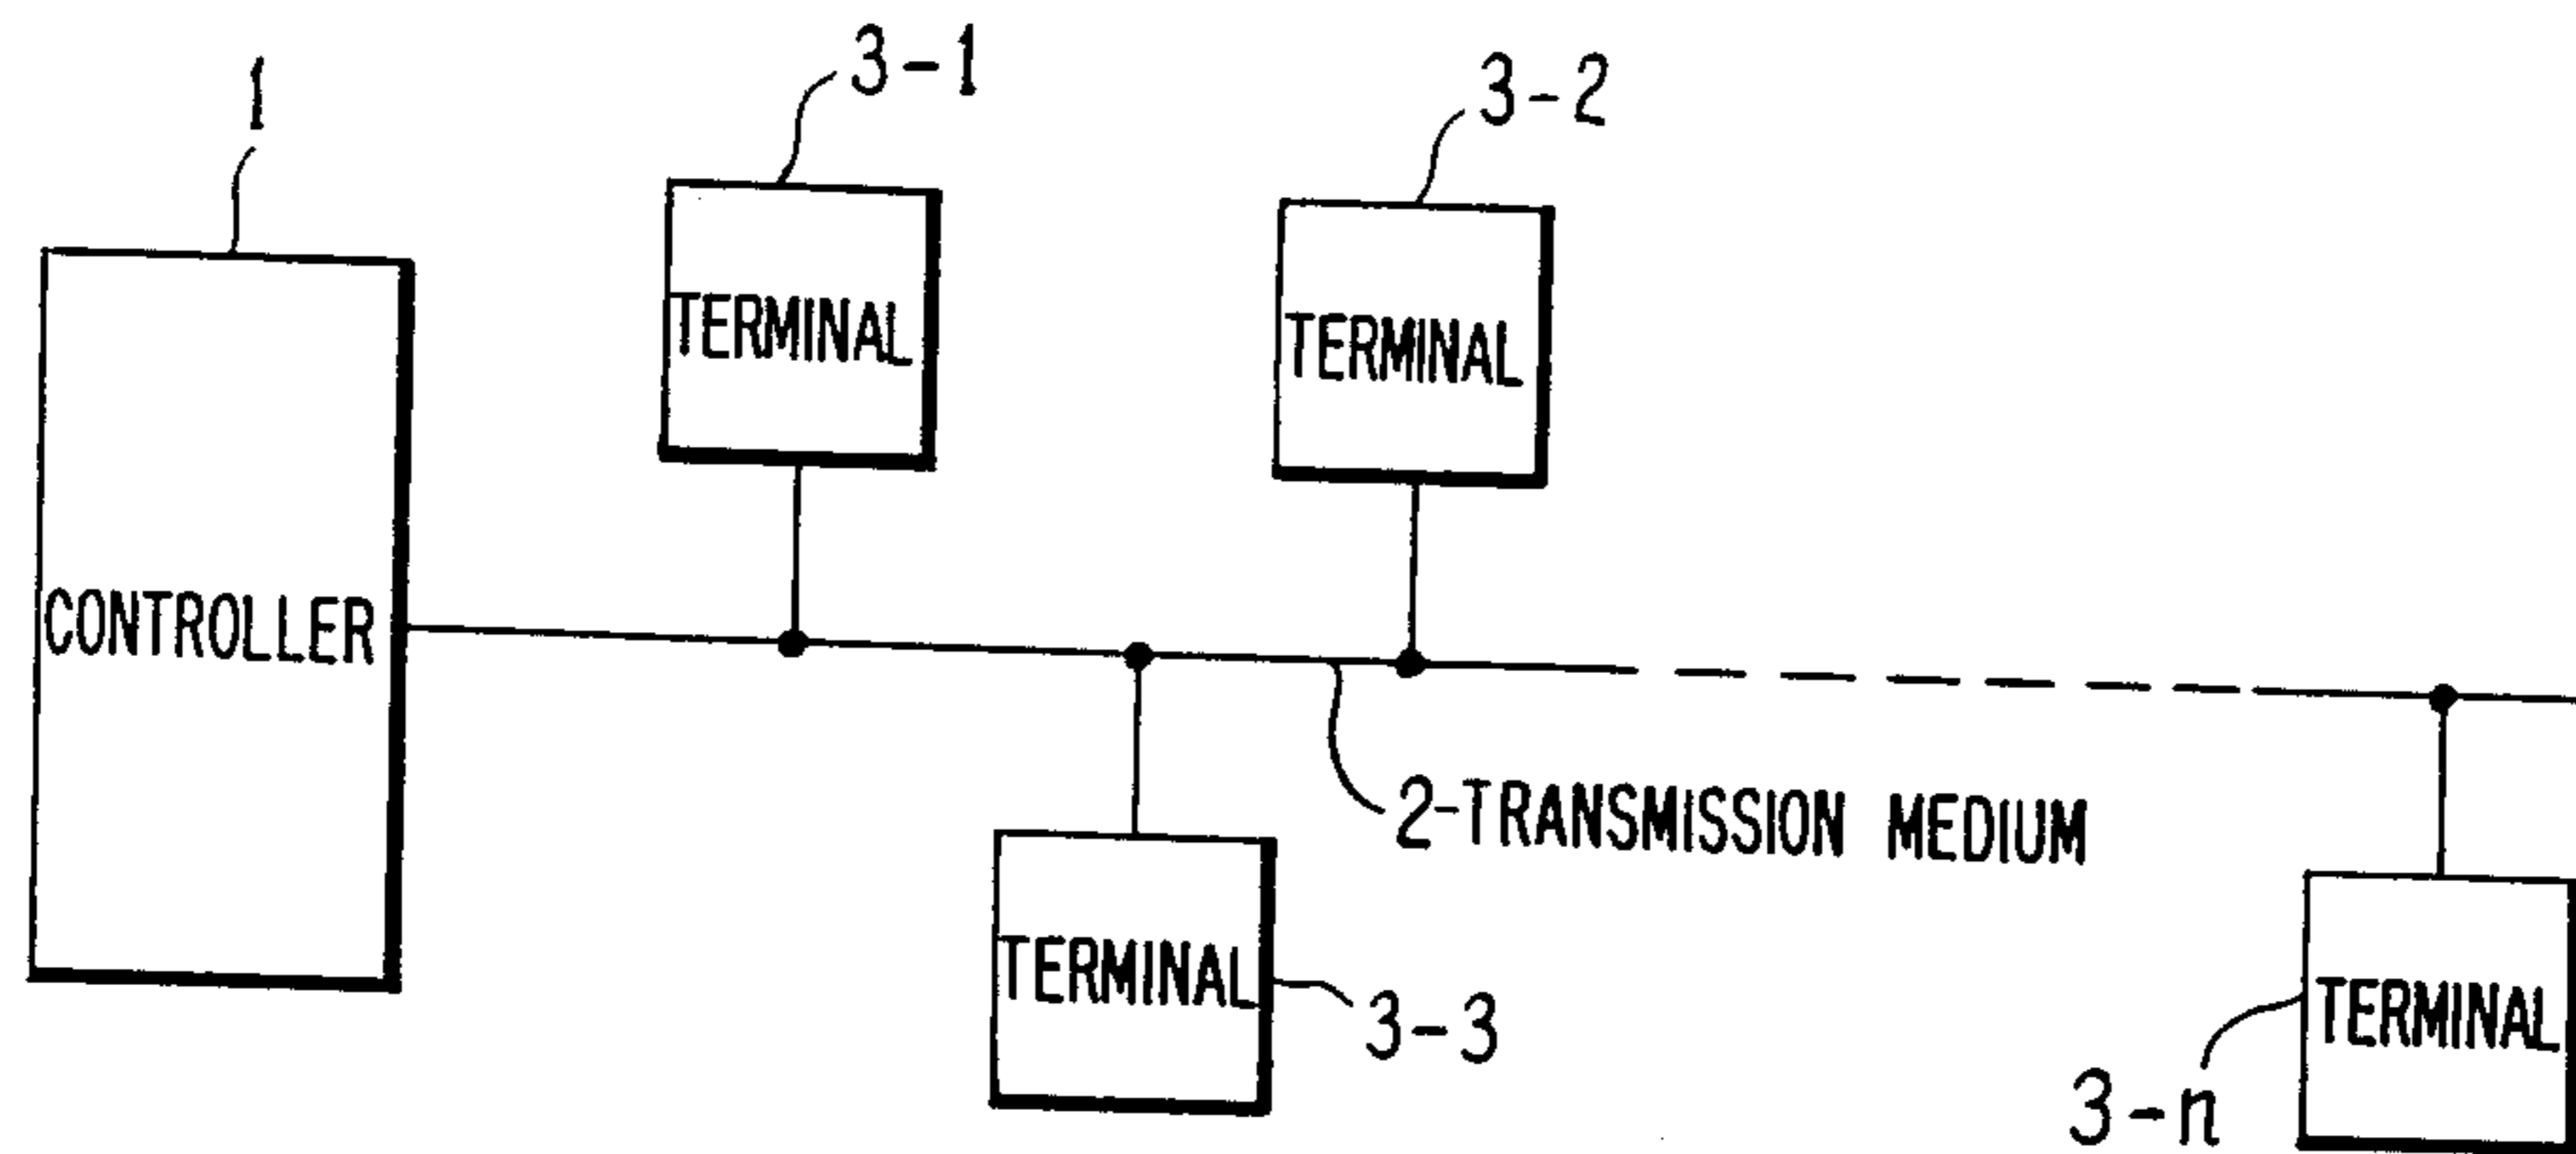 1
3-1
3-2
TERMINAL
TERMINAL
CONTROLLER
2-TRANSMISSION MEDIUM
TERMINAL
3-3
TERMINAL
3-n